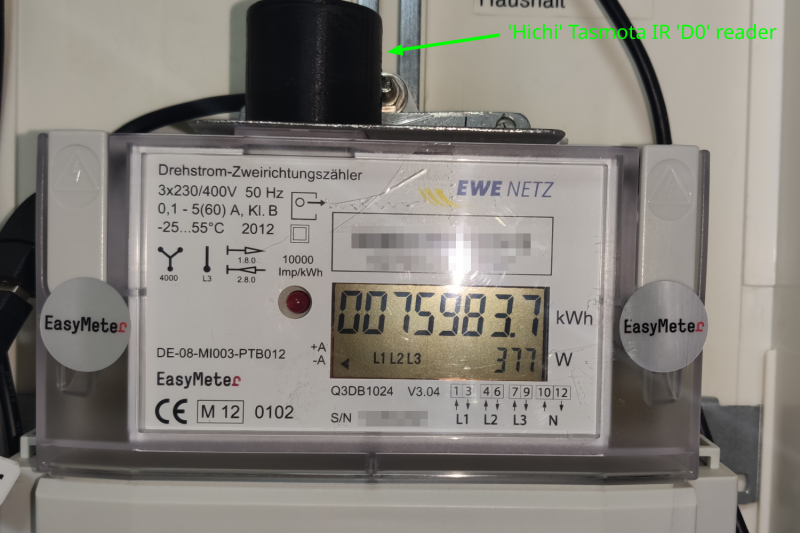 Haushalt
'Hichi' Tasmota IR 'D0' reader
Drehstrom-Zweirichtungszähler
3x230/400V 50 Hz
0,1 - 5(60) A, Kl. B
-25...55°C 2012
EWE NETZ
1.8.0
2.8.0
4000
L3
10000
Imp/kWh
0075983.7 kWh
+A
-A
L1 L2 L3
377 W
EasyMeter
EasyMeter
DE-08-MI003-PTB012
EasyMeter
CE M 12 0102
Q3DB1024 V3.04
1 3 4 6 7 9 10 12
L1 L2 L3 N
S/N